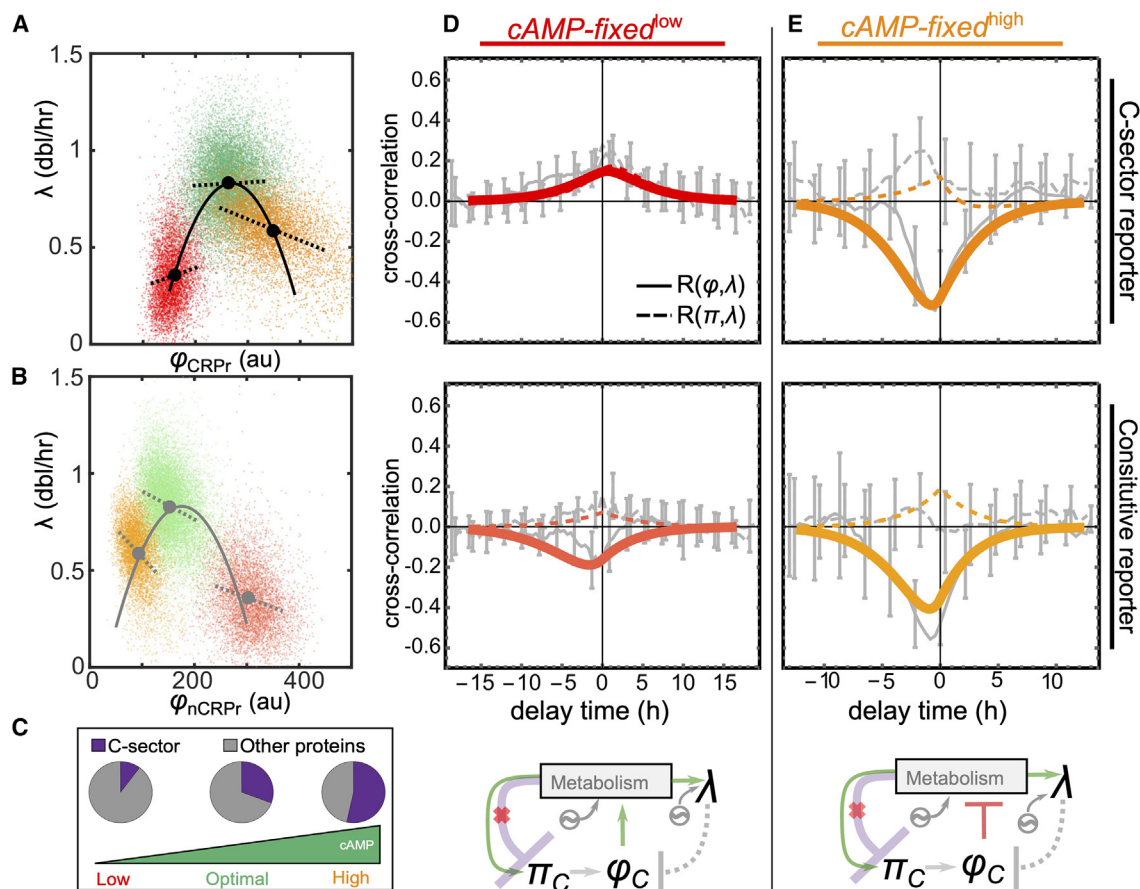 A
λ (dbl/hr)
1.5
1
0.5
0
φCRPr (au)
B
λ (dbl/hr)
1.5
1
0.5
0
0 200 400
φnCRPr (au)
C
C-sector Other proteins
cAMP
Low Optimal High
D
cAMP-fixedlow
cross-correlation
0.6
0.4
0.2
0.0
-0.2
-0.4
-0.6
R(φ,λ)
R(π,λ)
cross-correlation
0.6
0.4
0.2
0.0
-0.2
-0.4
-0.6
−15 −10 −5 0 5 10 15
delay time (h)
Metabolism
λ
πC φC
E
cAMP-fixedhigh
C-sector reporter
Consitutive reporter
−10 −5 0 5 10
delay time (h)
Metabolism
λ
πC φC